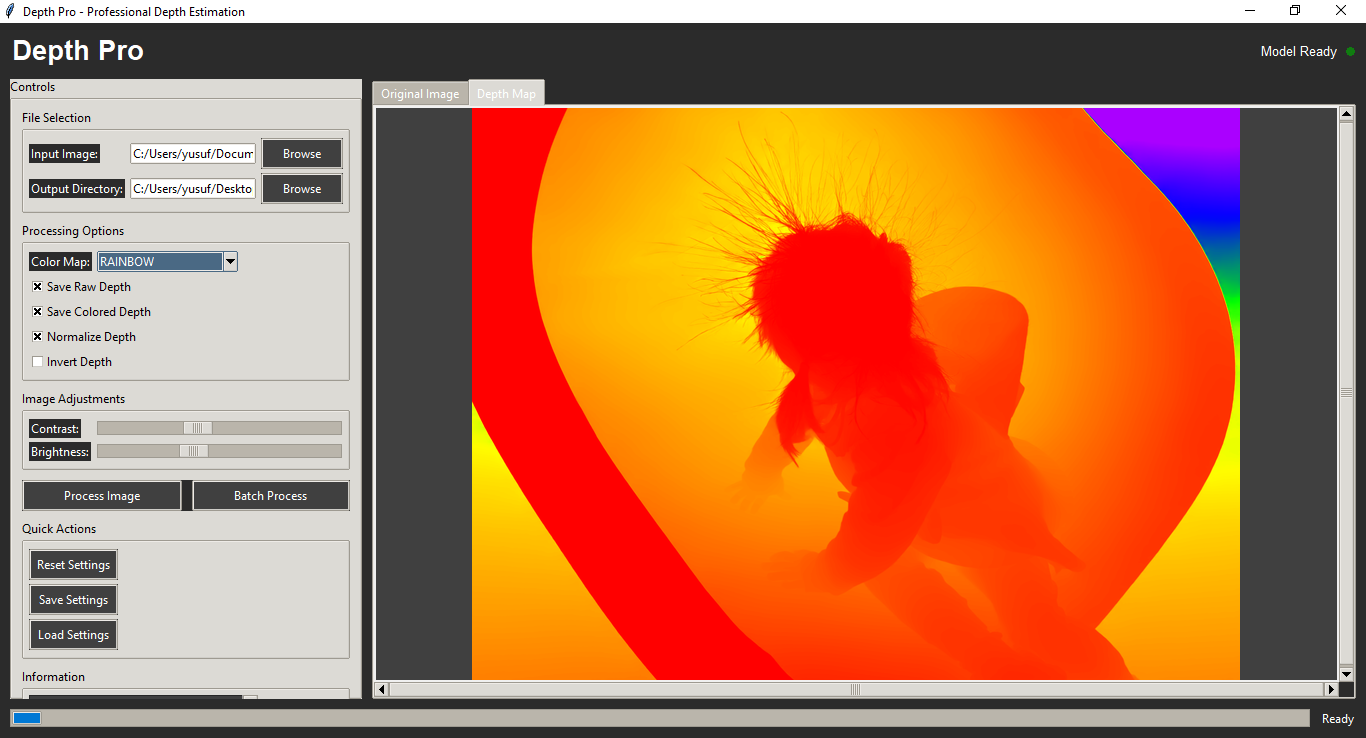 Depth Pro - Professional Depth Estimation
Depth Pro
Model Ready
Controls
File Selection
Input Image:
C:/Users/yusuf/Docum
Browse
Output Directory:
C:/Users/yusuf/Deskto
Browse
Processing Options
Color Map:
RAINBOW
Save Raw Depth
Save Colored Depth
Normalize Depth
Invert Depth
Image Adjustments
Contrast:
Brightness:
Process Image
Batch Process
Quick Actions
Reset Settings
Save Settings
Load Settings
Information
Original Image
Depth Map
Ready